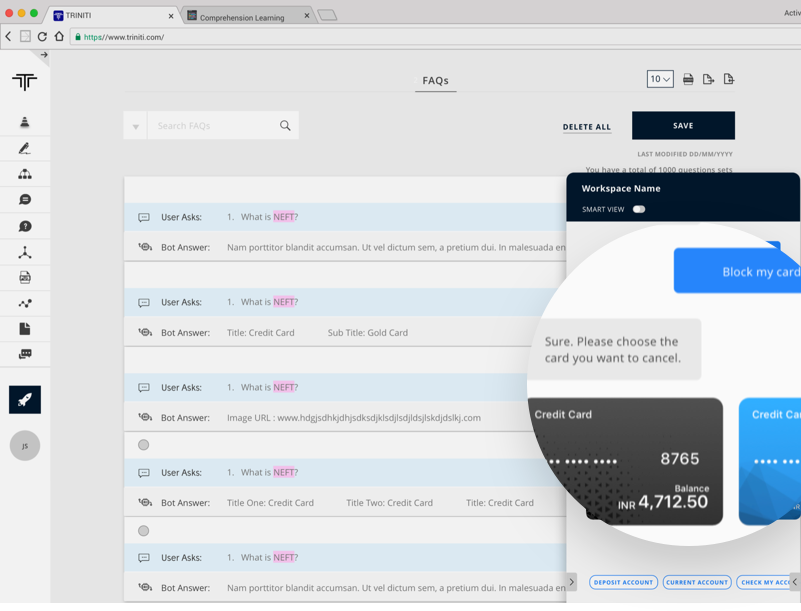 TRINITI
Comprehension Learning
Activ
https://www.triniti.com/
FAQs
10
Search FAQs
DELETE ALL
SAVE
LAST MODIFIED DD/MM/YYYY
You have a total of 1000 questions sets
User Asks: 1. What is NEFT?
Bot Answer: Nam porttitor blandit accumsan. Ut vel dictum sem, a pretium dui. In malesuada en
User Asks: 1. What is NEFT?
Bot Answer: Title: Credit Card Sub Title: Gold Card
User Asks: 1. What is NEFT?
Bot Answer: Image URL : www.hdgjsdhkjdhjsdksdjklsdjlsdjldsjlskdjdslkj.com
User Asks: 1. What is NEFT?
Bot Answer: Title One: Credit Card Title Two: Credit Card Title: Credit Card
User Asks: 1. What is NEFT?
Bot Answer: Nam porttitor blandit accumsan. Ut vel dictum sem, a pretium dui. In malesuada en
JS
Workspace Name
SMART VIEW
Block my card
Sure. Please choose the
card you want to cancel.
Credit Card
8765
Balance
INR 4,712.50
Credit Car
DEPOSIT ACCOUNT
CURRENT ACCOUNT
CHECK MY ACC